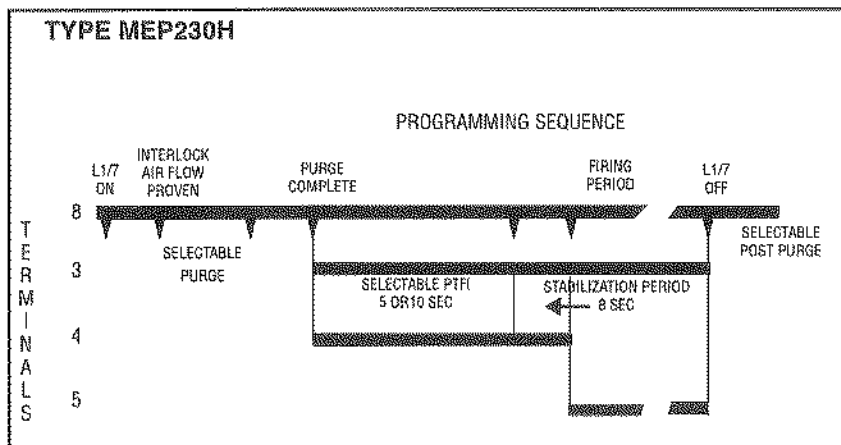 TYPE MEP230H
PROGRAMMING SEQUENCE
L1/7
ON
INTERLOCK
AIR FLOW
PROVEN
PURGE
COMPLETE
FIRING
PERIOD
L1/7
OFF
8
SELECTABLE
PURGE
SELECTABLE
POST PURGE
3
SELECTABLE PTFI
5 OR10 SEC
STABILIZATION PERIOD
8 SEC
4
5
TERMINALS